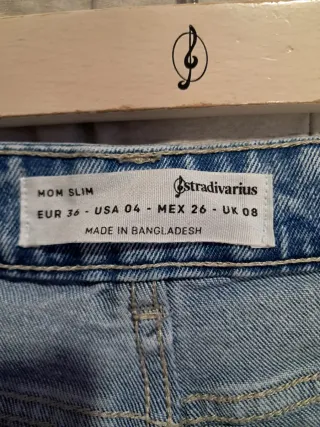 MOM SLIM
stradivarius
EUR 36 - USA 04 - MEX 26 - UK 08
MADE IN BANGLADESH